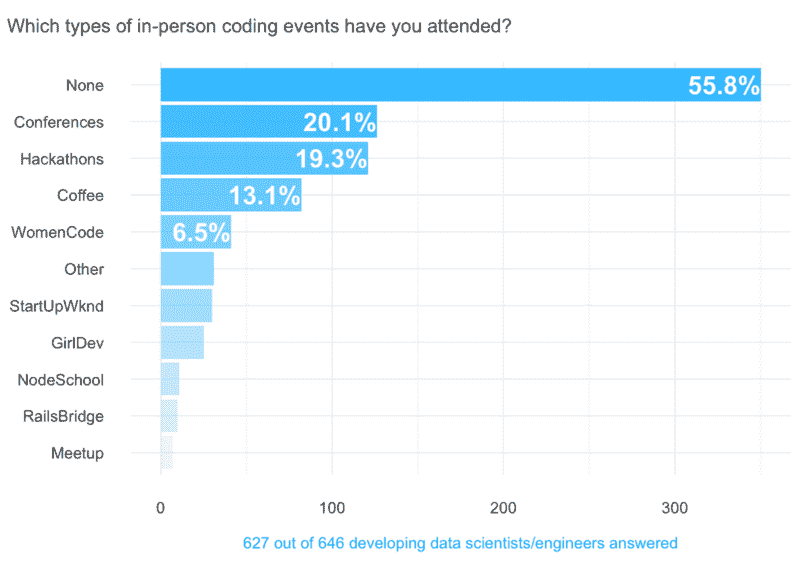 Which types of in-person coding events have you attended?
None 55.8%
Conferences 20.1%
Hackathons 19.3%
Coffee 13.1%
WomenCode 6.5%
Other
StartUpWknd
GirlDev
NodeSchool
RailsBridge
Meetup
0 100 200 300
627 out of 646 developing data scientists/engineers answered